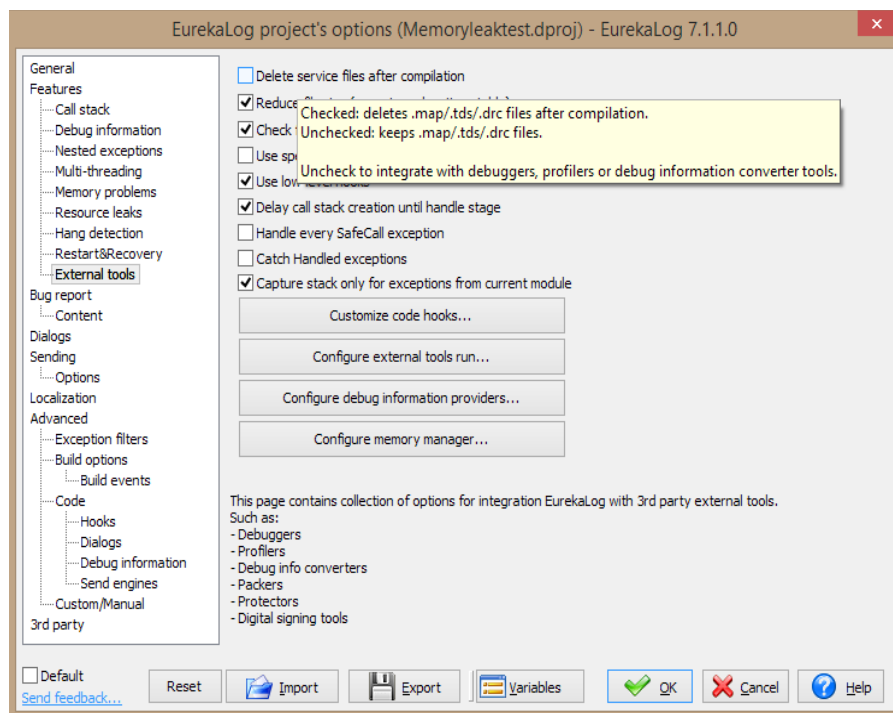 EurekaLog project's options (Memoryleaktest.dproj) - EurekaLog 7.1.1.0
General
Features
Call stack
Debug information
Nested exceptions
Multi-threading
Memory problems
Resource leaks
Hang detection
Restart&Recovery
External tools
Bug report
Content
Dialogs
Sending
Options
Localization
Advanced
Exception filters
Build options
Build events
Code
Hooks
Dialogs
Debug information
Send engines
Custom/Manual
3rd party
Delete service files after compilation
Reduce
Checked: deletes .map/.tds/.drc files after compilation.
Check
Unchecked: keeps .map/.tds/.drc files.
Use
Uncheck to integrate with debuggers, profilers or debug information converter tools.
Use
Delay call stack creation until handle stage
Handle every SafeCall exception
Catch Handled exceptions
Capture stack only for exceptions from current module
Customize code hooks...
Configure external tools run...
Configure debug information providers...
Configure memory manager...
This page contains collection of options for integration EurekaLog with 3rd party external tools.
Such as:
- Debuggers
- Profilers
- Debug info converters
- Packers
- Protectors
- Digital signing tools
Default
Send feedback...
Reset
Import
Export
Variables
OK
Cancel
Help